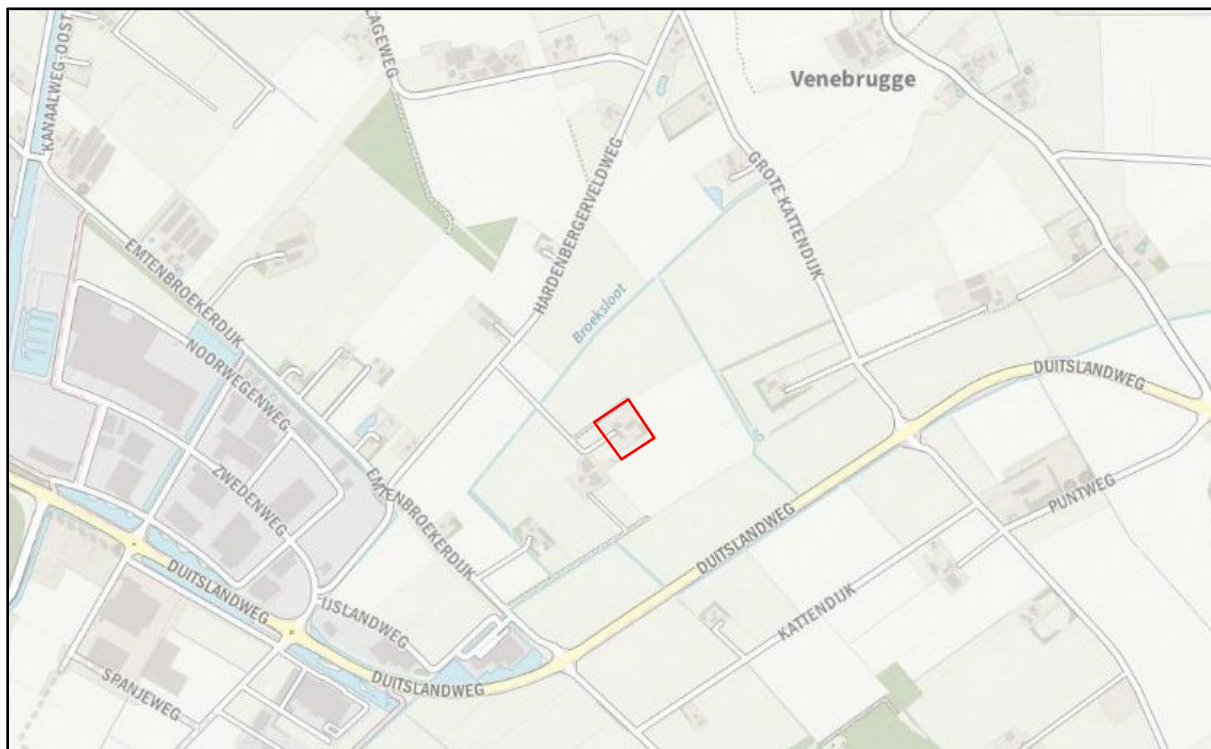 KANAALWEG-OOST
LAGEWEG
Venebrugge
HARDENBERGERVELDWEG
GROTE-KATTENDIJK
EMTENBROEKERDIJK
Broeksloot
NOORWEGENWEG
DUITSLANDWEG
ZWEDENWEG
EMTENBROEKERDIJK
PUNTWEG
DUITSLANDWEG
DUITSLANDWEG
IJSLANDWEG
KATTENDIJK
SPANJEWEG
DUITSLANDWEG